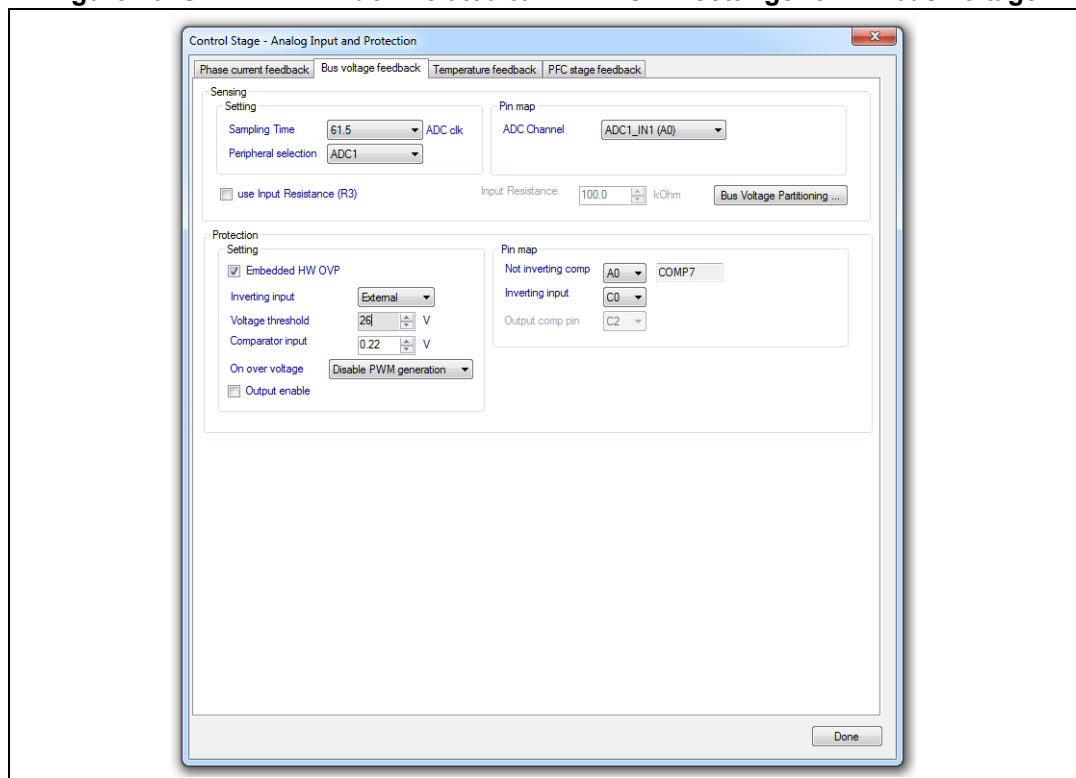 Control Stage - Analog Input and Protection
Phase current feedback Bus voltage feedback Temperature feedback PFC stage feedback
Sensing
Setting
Sampling Time 61.5 ADC clk
Peripheral selection ADC1
Pin map
ADC Channel ADC1_IN1 (A0)
use Input Resistance (R3) Input Resistance 100.0 kOhm Bus Voltage Partitioning ...
Protection
Setting
Embedded HW OVP
Inverting input External
Voltage threshold 26 V
Comparator input 0.22 V
On over voltage Disable PWM generation
Output enable
Pin map
Not inverting comp A0 COMP7
Inverting input C0
Output comp pin C2
Done